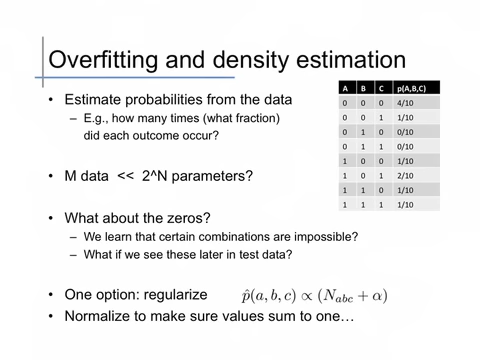 Overfitting and density estimation
• Estimate probabilities from the data
– E.g., how many times (what fraction)
did each outcome occur?
• M data << 2^N parameters?
• What about the zeros?
– We learn that certain combinations are impossible?
– What if we see these later in test data?
• One option: regularize p̂(a, b, c) ∝ (N_abc + α)
• Normalize to make sure values sum to one…
A B C p(A,B,C)
0 0 0 4/10
0 0 1 1/10
0 1 0 0/10
0 1 1 0/10
1 0 0 1/10
1 0 1 2/10
1 1 0 1/10
1 1 1 1/10